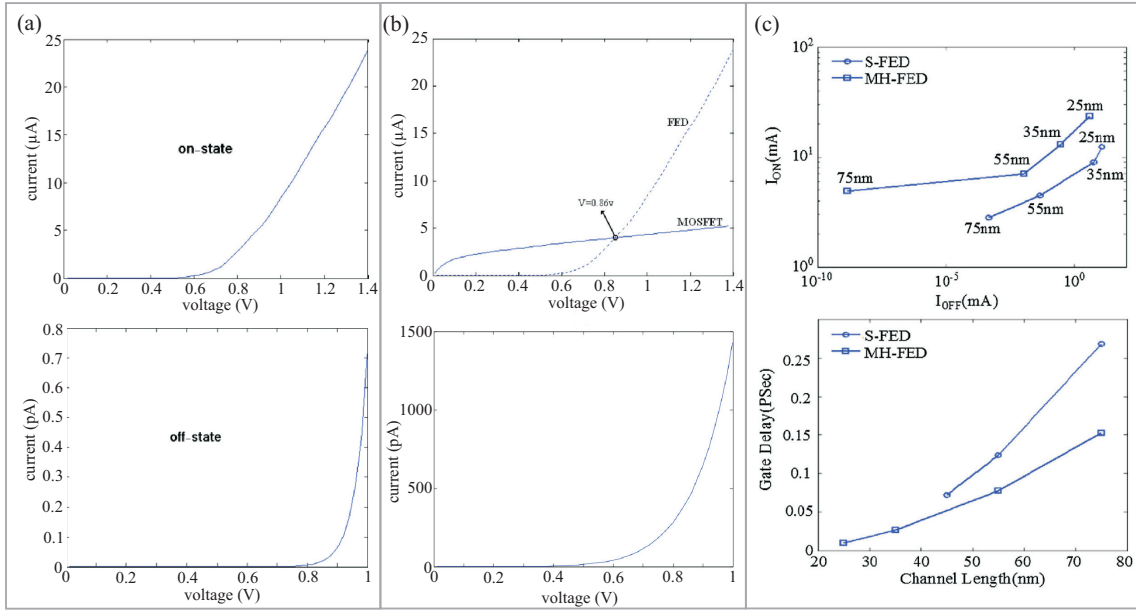 (a)
25
20
15
10
5
0
current (µA)
on-state
0 0.2 0.4 0.6 0.8 1 1.2 1.4
voltage (V)
0.8
0.7
0.6
0.5
0.4
0.3
0.2
0.1
0
current (pA)
off-state
0 0.2 0.4 0.6 0.8 1
voltage (V)
(b)
25
20
15
10
5
0
current (µA)
FED
V=0.86v
MOSFET
0 0.2 0.4 0.6 0.8 1 1.2 1.4
voltage (V)
1500
1000
500
0
current (pA)
0 0.2 0.4 0.6 0.8 1
voltage (V)
(c)
10²
10¹
10⁰
I_ON(mA)
S-FED
MH-FED
25nm
35nm
25nm
55nm
35nm
75nm
55nm
75nm
10⁻¹⁰ 10⁻⁵ 10⁰
I_OFF(mA)
S-FED
MH-FED
0.25
0.2
0.15
0.1
0.05
0
Gate Delay(PSec)
20 30 40 50 60 70 80
Channel Length(nm)